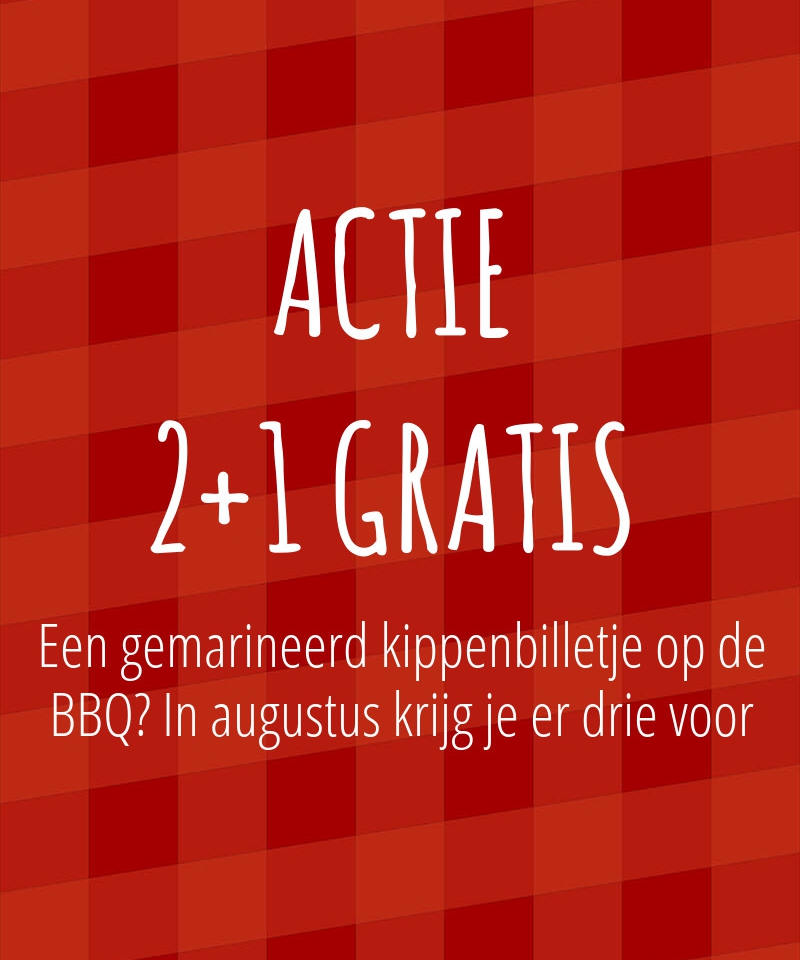 ACTIE
2+1 GRATIS
Een gemarineerd kippenbilletje op de
BBQ? In augustus krijg je er drie voor